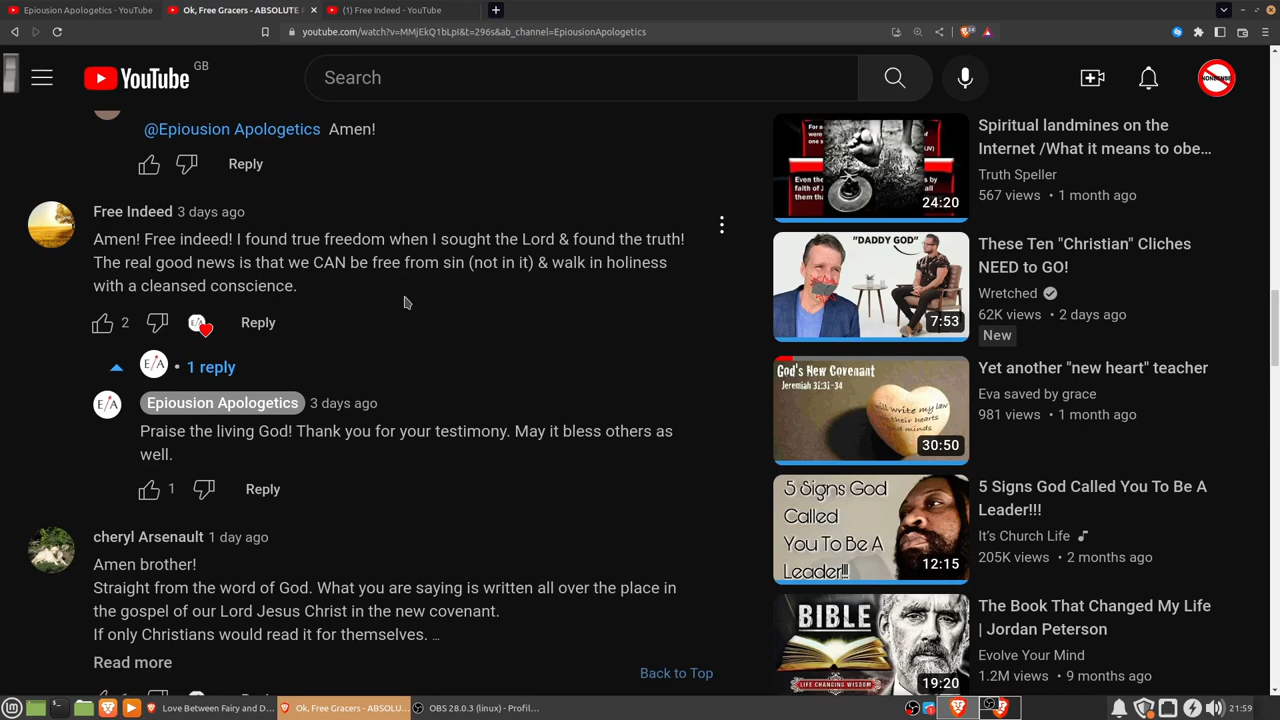 Epiousion Apologetics - YouTube
Ok, Free Gracers - ABSOLUTE
(1) Free Indeed - YouTube
youtube.com/watch?v=MMjEkQ1bLpI&t=296s&ab_channel=EpiousionApologetics
YouTube GB
Search
NONSENSE
@Epiousion Apologetics Amen!
Reply
Free Indeed 3 days ago
Amen! Free indeed! I found true freedom when I sought the Lord & found the truth!
The real good news is that we CAN be free from sin (not in it) & walk in holiness
with a cleansed conscience.
2 Reply
E/A • 1 reply
E/A Epiousion Apologetics 3 days ago
Praise the living God! Thank you for your testimony. May it bless others as
well.
1 Reply
cheryl Arsenault 1 day ago
Amen brother!
Straight from the word of God. What you are saying is written all over the place in
the gospel of our Lord Jesus Christ in the new covenant.
If only Christians would read it for themselves. ...
Read more
Back to Top
24:20
Spiritual landmines on the
Internet /What it means to obe...
Truth Speller
567 views • 1 month ago
"DADDY GOD"
7:53
These Ten "Christian" Cliches
NEED to GO!
Wretched
62K views • 2 days ago
New
God's New Covenant
Jeremiah 31:31-34
I will write my law
on their hearts
and minds
30:50
Yet another "new heart" teacher
Eva saved by grace
981 views • 1 month ago
5 Signs God
Called
You To Be A
Leader!!!
12:15
5 Signs God Called You To Be A
Leader!!!
It's Church Life
205K views • 2 months ago
BIBLE
LIFE CHANGING WISDOM
19:20
The Book That Changed My Life
| Jordan Peterson
Evolve Your Mind
1.2M views • 9 months ago
Love Between Fairy and D...
Ok, Free Gracers - ABSOLU...
OBS 28.0.3 (linux) - Profil...
21:59